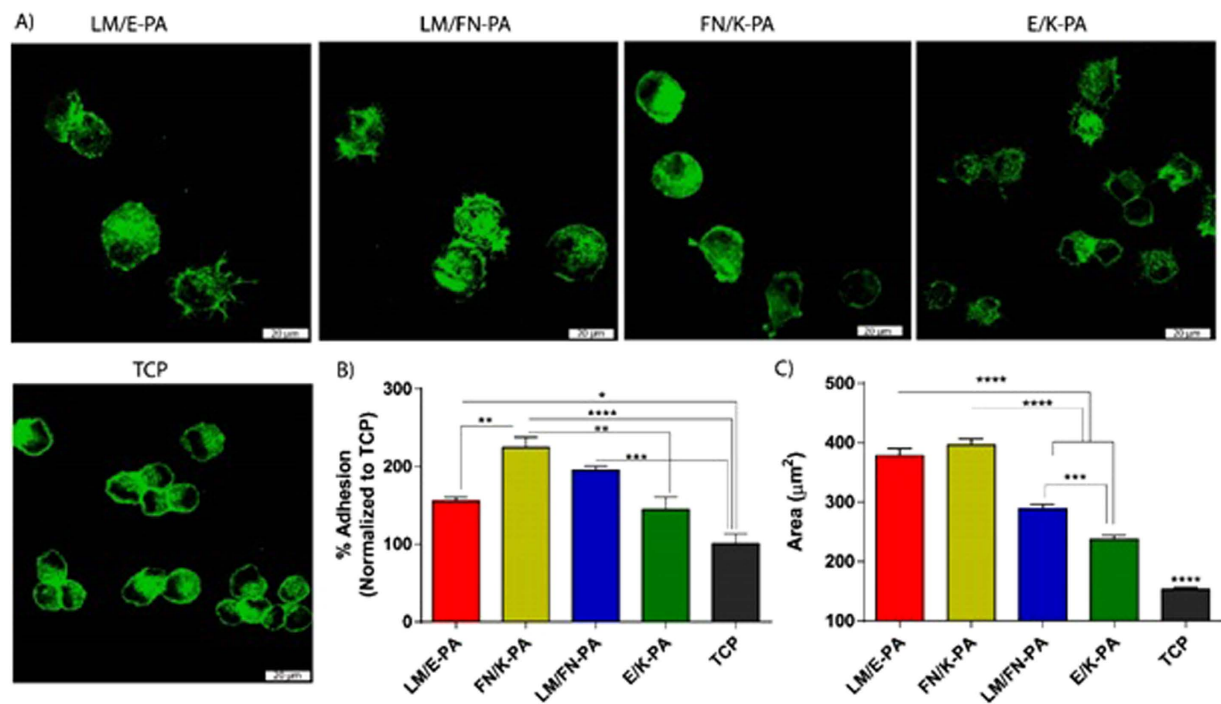 A)
LM/E-PA
LM/FN-PA
FN/K-PA
E/K-PA
20 µm
20 µm
20 µm
20 µm
TCP
20 µm
B)
% Adhesion
(Normalized to TCP)
300
200
100
0
*
****
**
**
***
LM/E-PA
FN/K-PA
LM/FN-PA
E/K-PA
TCP
C)
Area (µm²)
500
400
300
200
100
****
****
***
****
LM/E-PA
FN/K-PA
LM/FN-PA
E/K-PA
TCP